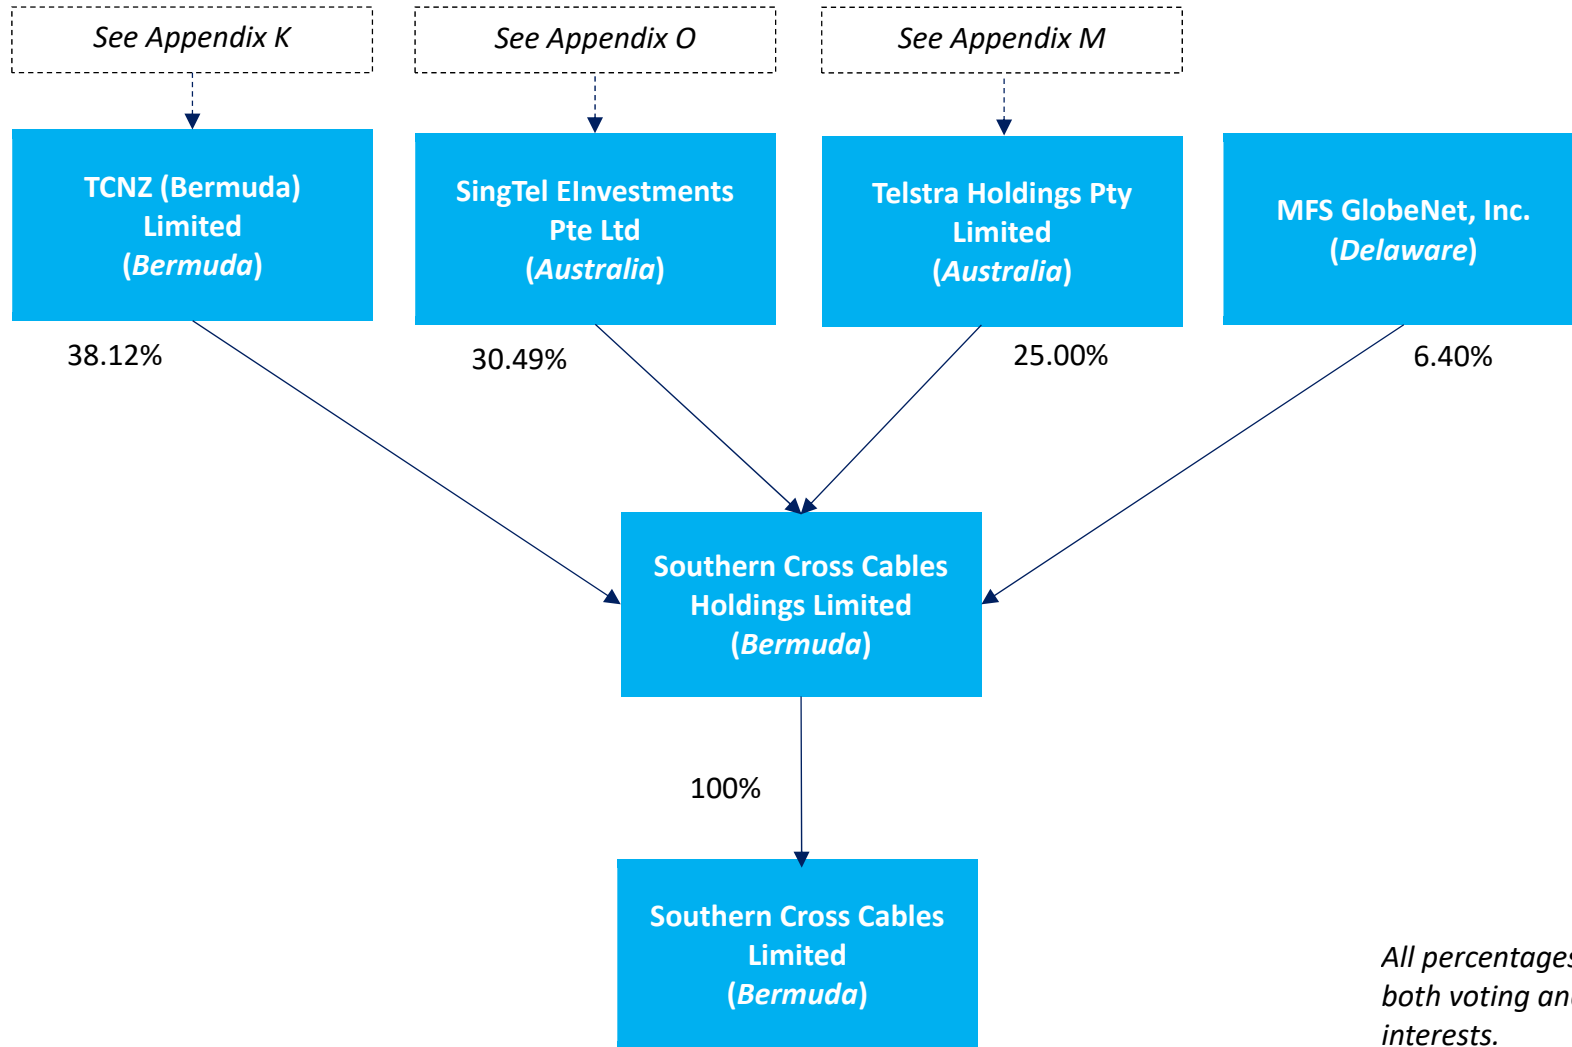 See Appendix K
See Appendix O
See Appendix M
TCNZ (Bermuda)
Limited
(Bermuda)
SingTel EInvestments
Pte Ltd
(Australia)
Telstra Holdings Pty
Limited
(Australia)
MFS GlobeNet, Inc.
(Delaware)
38.12%
30.49%
25.00%
6.40%
Southern Cross Cables
Holdings Limited
(Bermuda)
100%
Southern Cross Cables
Limited
(Bermuda)
All percentages
both voting and
interests.